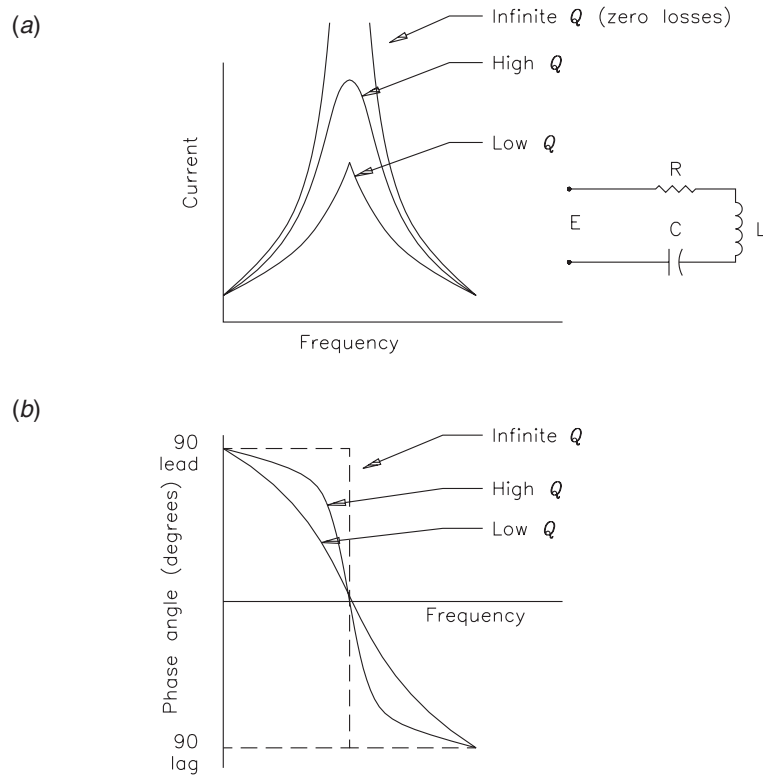 (a)
Infinite Q (zero losses)
High Q
Low Q
Current
Frequency
R
E
C
L
(b)
90
lead
Infinite Q
High Q
Low Q
Phase angle (degrees)
Frequency
90
lag